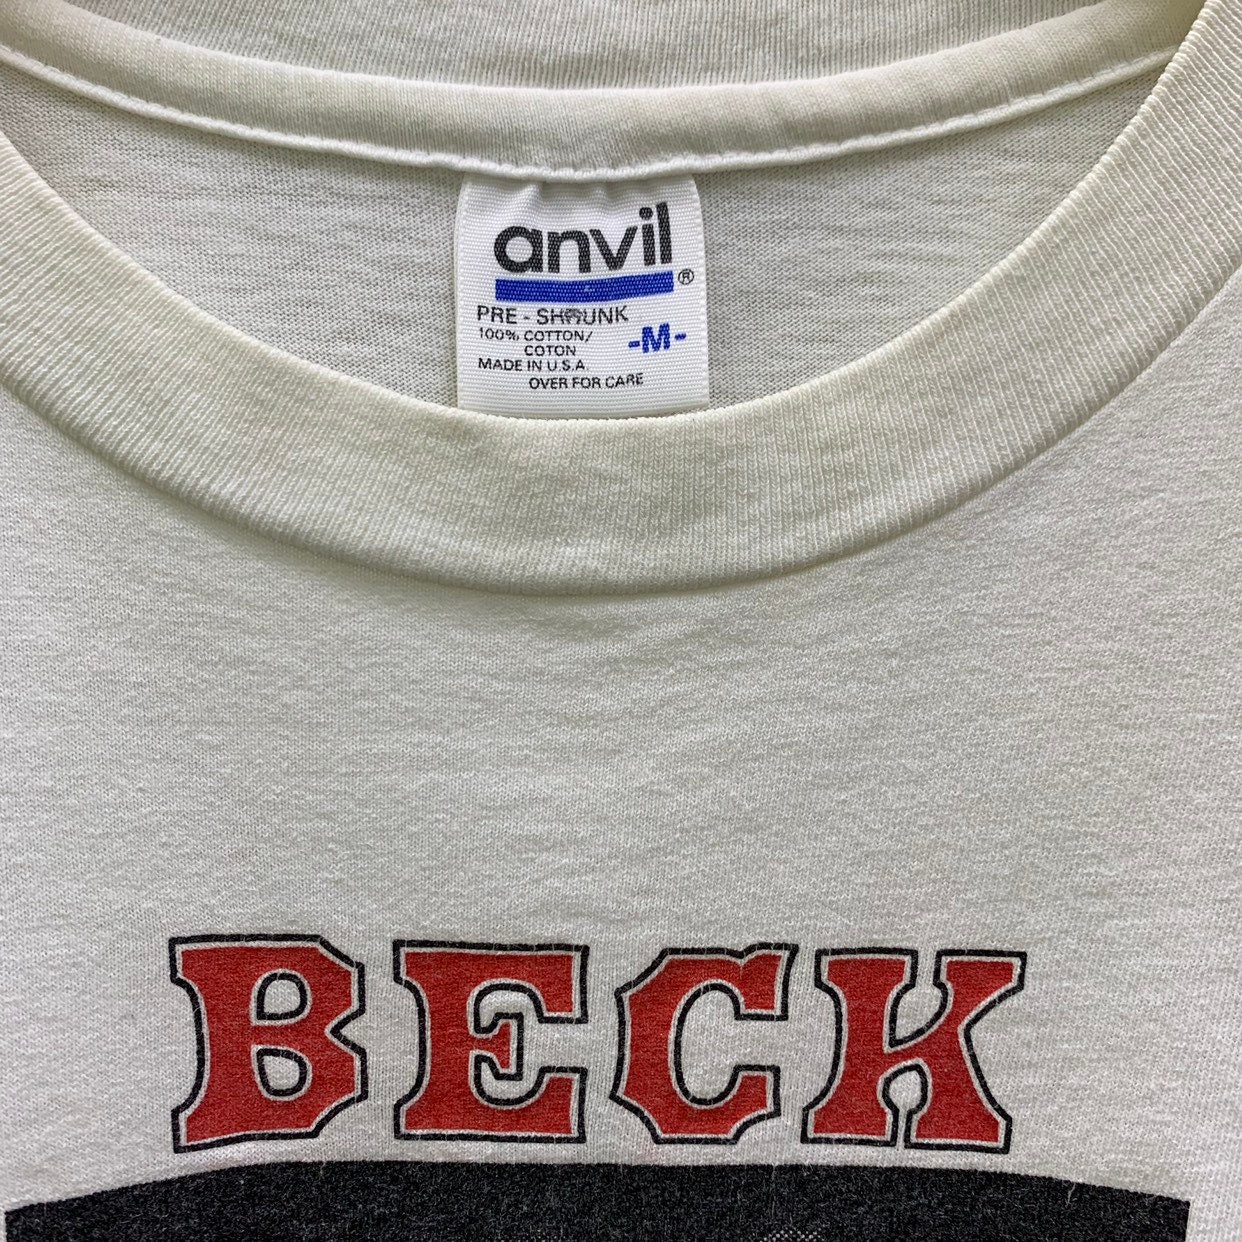 anvil®
PRE - SHRUNK
100% COTTON/
COTON
-M-
MADE IN U.S.A.
OVER FOR CARE
BECK